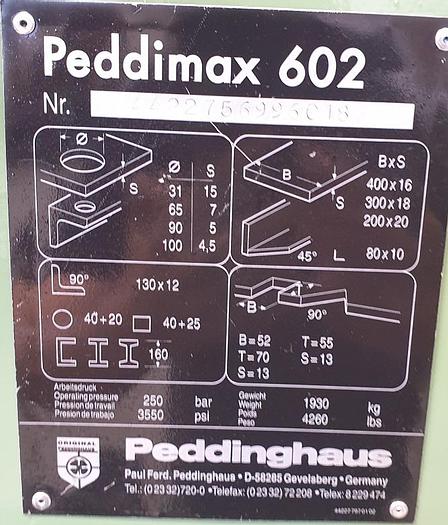 Peddimax 602
Nr.
Ø
S
Ø S
31 15
65 7
90 5
100 4,5
B
S
BxS
400x16
300x18
200x20
45° L 80x10
90° 130x12
40+20 40+25
160
B
T
90°
B=52 T=55
T=70 S=13
S=13
Arbeitsdruck
Operating pressure 250 bar
Pression de travail 3550 psi
Presion de trabajo
Gewicht
Weight 1930 kg
Poids 4260 lbs
Peso
ORIGINAL
PEDDINGHAUS
Peddinghaus
Paul Ferd. Peddinghaus • D-58285 Gevelsberg • Germany
Tel.: (0 23 32) 720-0 • Telefax: (0 23 32) 72 208 • Telex: 8 229 474